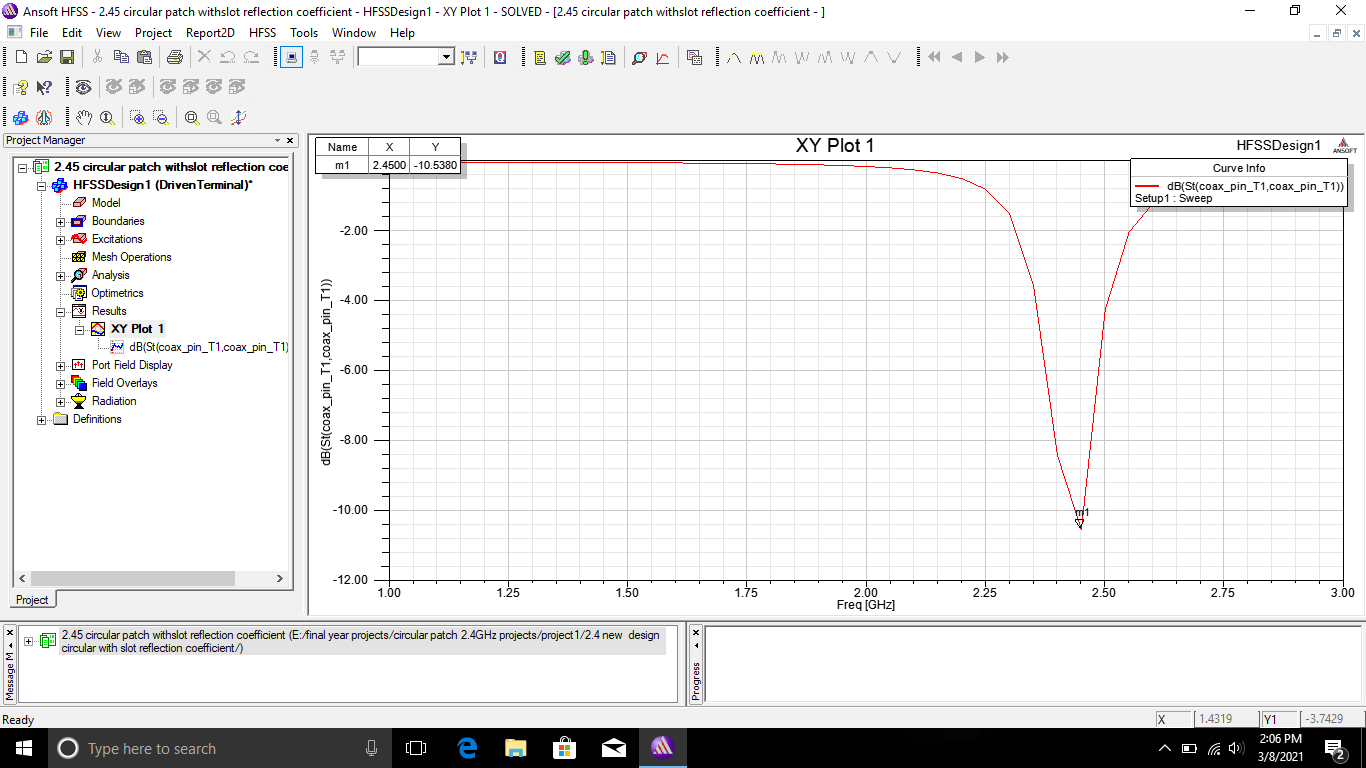 Ansoft HFSS - 2.45 circular patch withslot reflection coefficient - HFSSDesign1 - XY Plot 1 - SOLVED - [2.45 circular patch withslot reflection coefficient - ]
File Edit View Project Report2D HFSS Tools Window Help
Project Manager
2.45 circular patch withslot reflection coe
HFSSDesign1 (DrivenTerminal)*
Model
Boundaries
Excitations
Mesh Operations
Analysis
Optimetrics
Results
XY Plot 1
dB(St(coax_pin_T1,coax_pin_T1)
Port Field Display
Field Overlays
Radiation
Definitions
Project
Name X Y
m1 2.4500 -10.5380
XY Plot 1
HFSSDesign1
ANSOFT
Curve Info
dB(St(coax_pin_T1,coax_pin_T1))
Setup1 : Sweep
dB(St(coax_pin_T1,coax_pin_T1))
-2.00
-4.00
-6.00
-8.00
-10.00
-12.00
m1
1.00 1.25 1.50 1.75 2.00 2.25 2.50 2.75 3.00
Freq [GHz]
Message M
2.45 circular patch withslot reflection coefficient (E:/final year projects/circular patch 2.4GHz projects/project1/2.4 new design
circular with slot reflection coefficient/)
Progress
Ready
X 1.4319 Y1 -3.7429
Type here to search
2:06 PM
3/8/2021
2